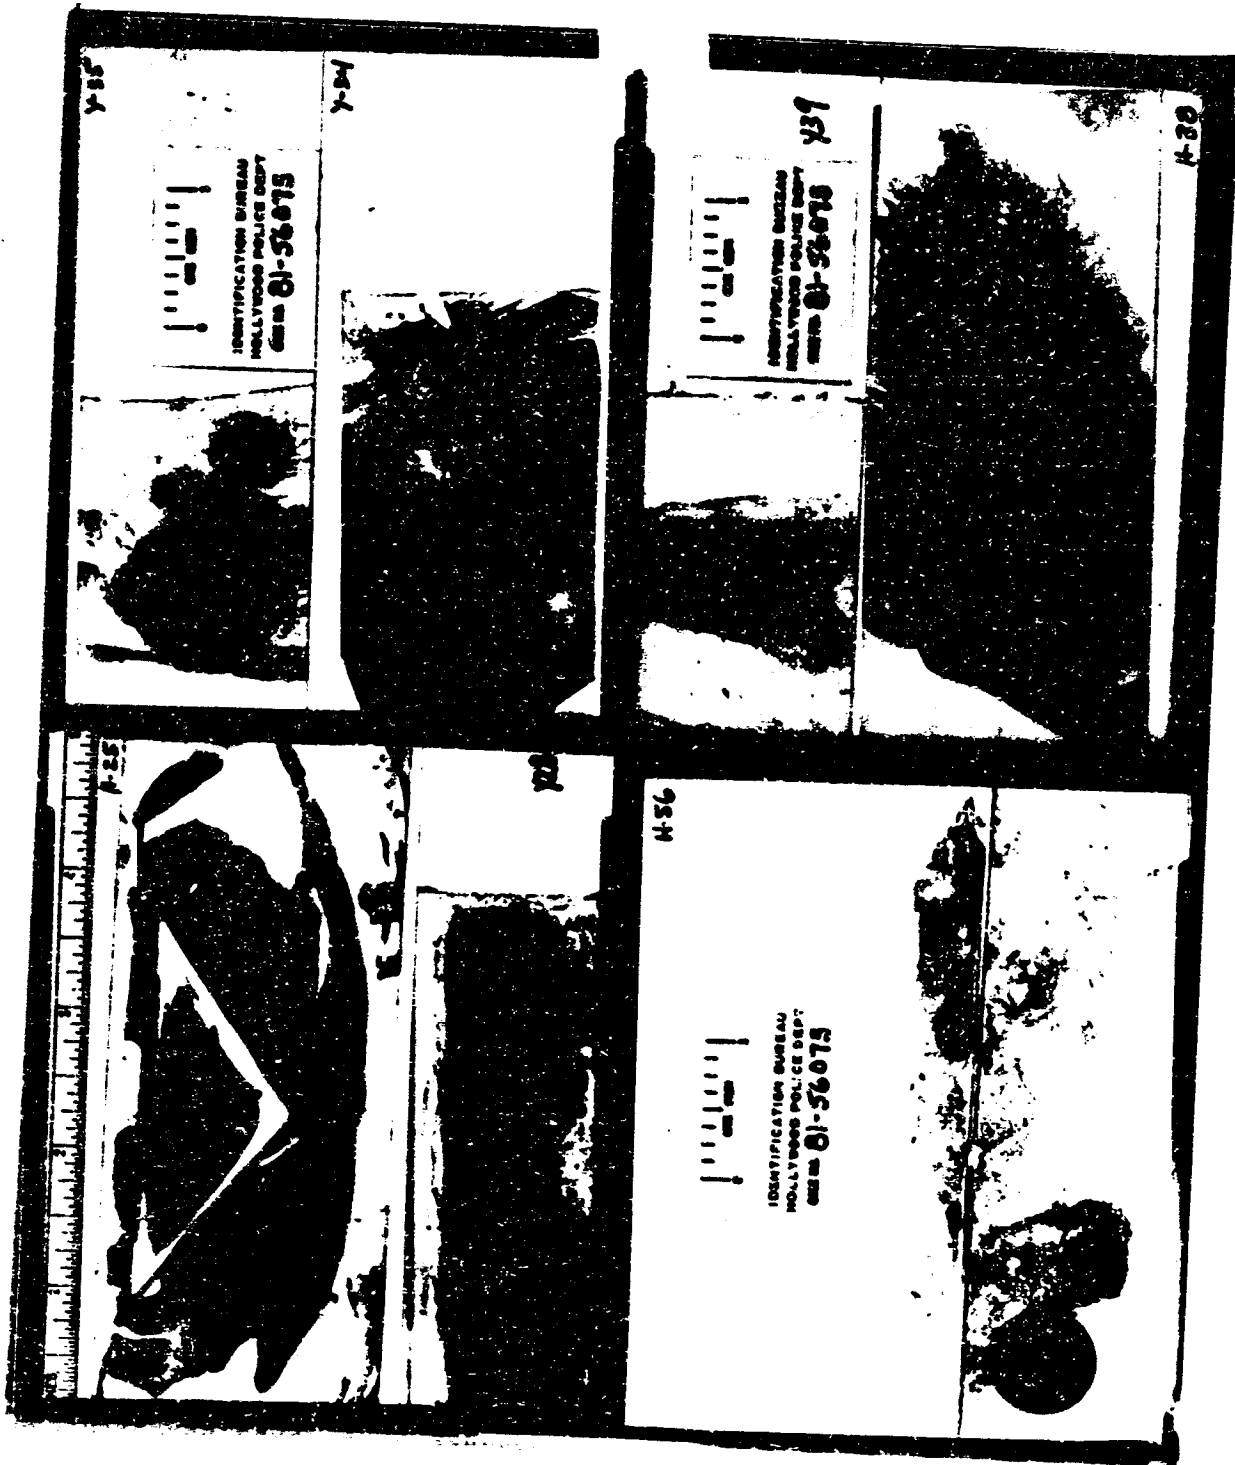 Y-35
IDENTIFICATION BUREAU
HOLLYWOOD POLICE DEPT
81-56075
Y-34
Y39
IDENTIFICATION BUREAU
HOLLYWOOD POLICE DEPT
81-56075
H-38
H-25
H-56
IDENTIFICATION BUREAU
HOLLYWOOD POLICE DEPT
81-56075